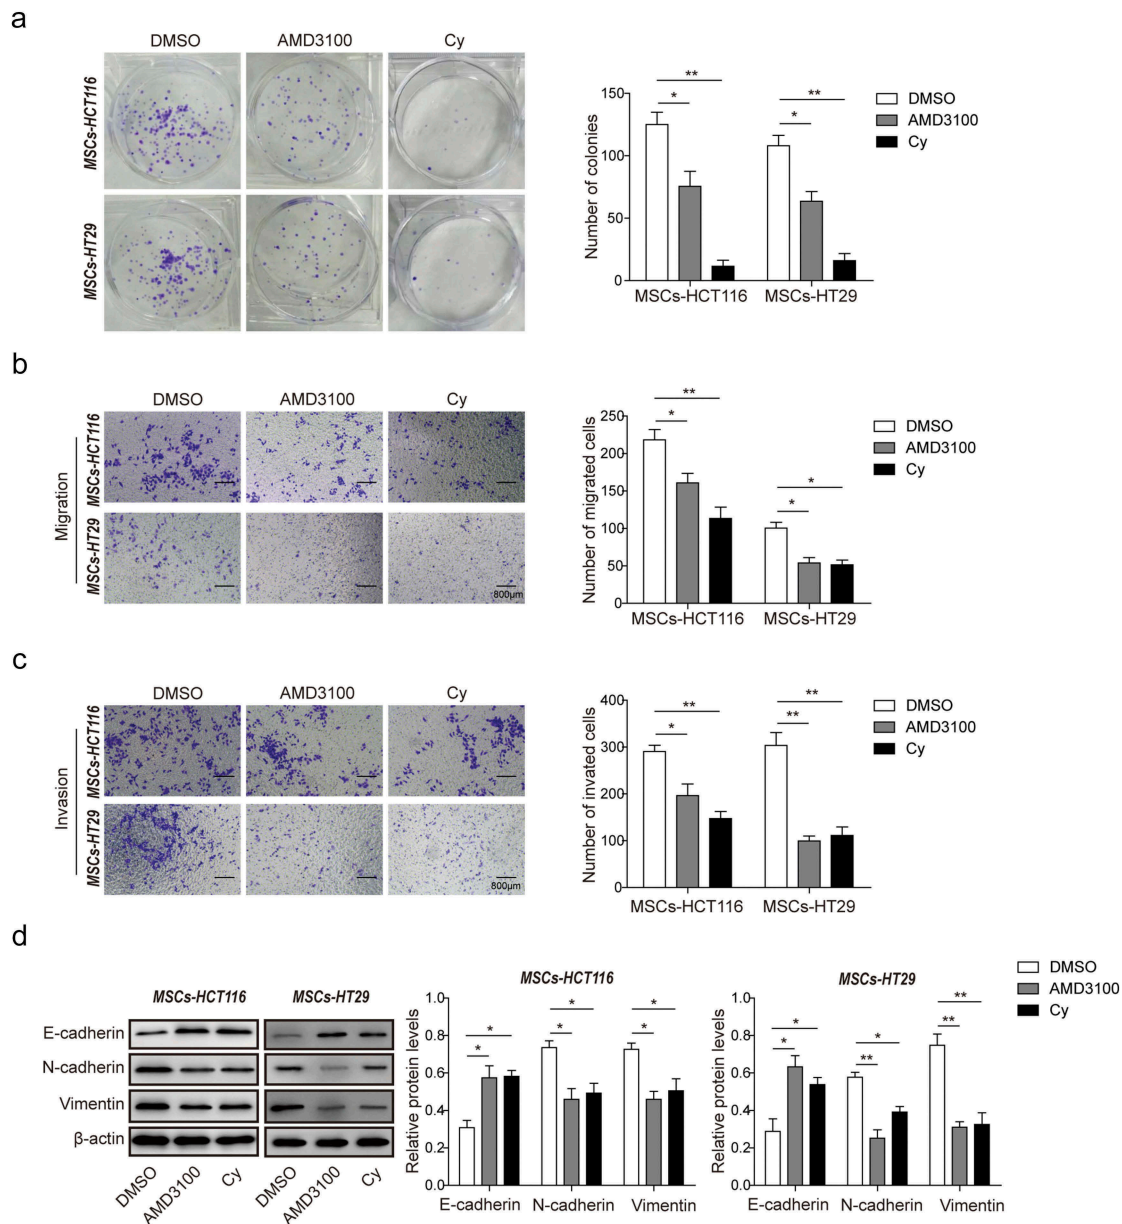 a
DMSO AMD3100 Cy
MSCs-HCT116
MSCs-HT29
Number of colonies
150
100
50
0
** **
* *
MSCs-HCT116 MSCs-HT29
DMSO
AMD3100
Cy
b
DMSO AMD3100 Cy
Migration
MSCs-HCT116
MSCs-HT29
800μm
Number of migrated cells
250
200
150
100
50
0
**
*
*
*
MSCs-HCT116 MSCs-HT29
DMSO
AMD3100
Cy
c
DMSO AMD3100 Cy
Invasion
MSCs-HCT116
MSCs-HT29
800μm
Number of invated cells
400
300
200
100
0
** **
* **
MSCs-HCT116 MSCs-HT29
DMSO
AMD3100
Cy
d
MSCs-HCT116 MSCs-HT29
E-cadherin
N-cadherin
Vimentin
β-actin
DMSO AMD3100 Cy DMSO AMD3100 Cy
MSCs-HCT116
Relative protein levels
1.0
0.8
0.6
0.4
0.2
0.0
* * *
* * *
E-cadherin N-cadherin Vimentin
MSCs-HT29
Relative protein levels
1.0
0.8
0.6
0.4
0.2
0.0
* * **
* ** **
E-cadherin N-cadherin Vimentin
DMSO
AMD3100
Cy